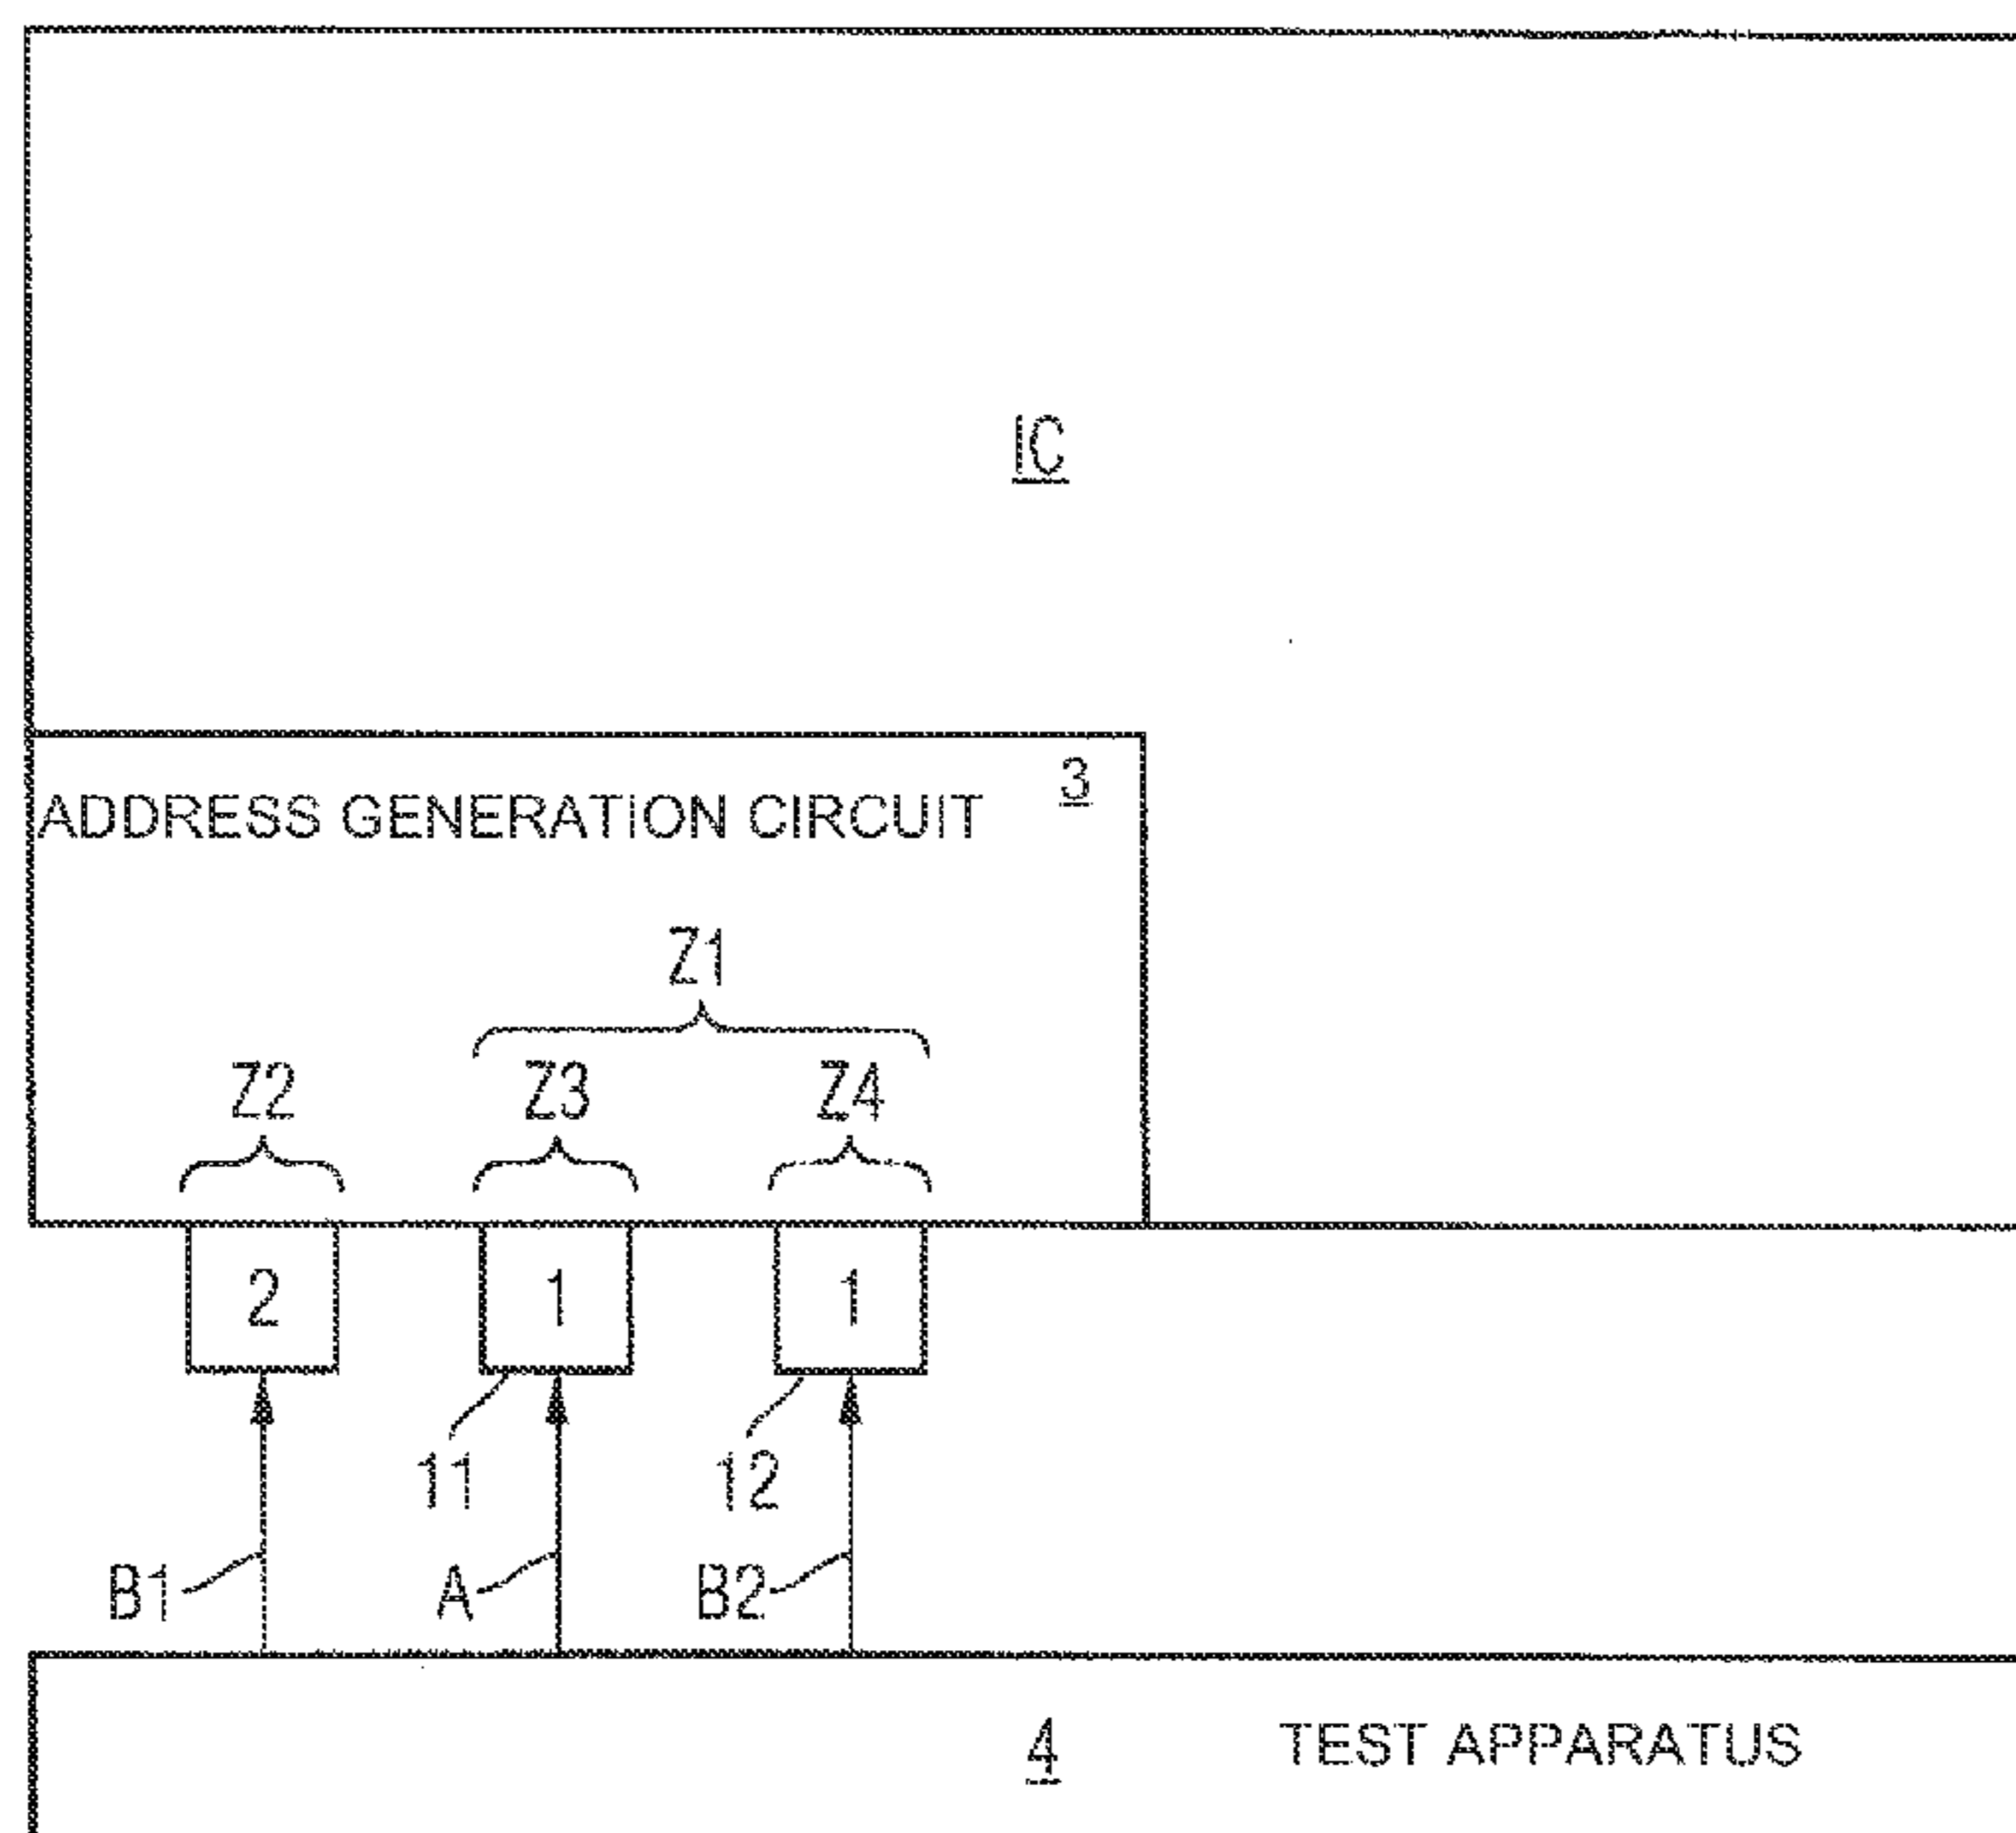 IC
3
ADDRESS GENERATION CIRCUIT
Z1
Z2 Z3 Z4
2 1 1
11 12
B1 A B2
4 TEST APPARATUS